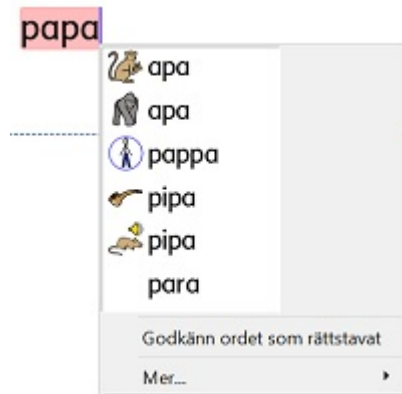 papa
apa
apa
pappa
pipa
pipa
para
Godkänn ordet som rättstavat
Mer...